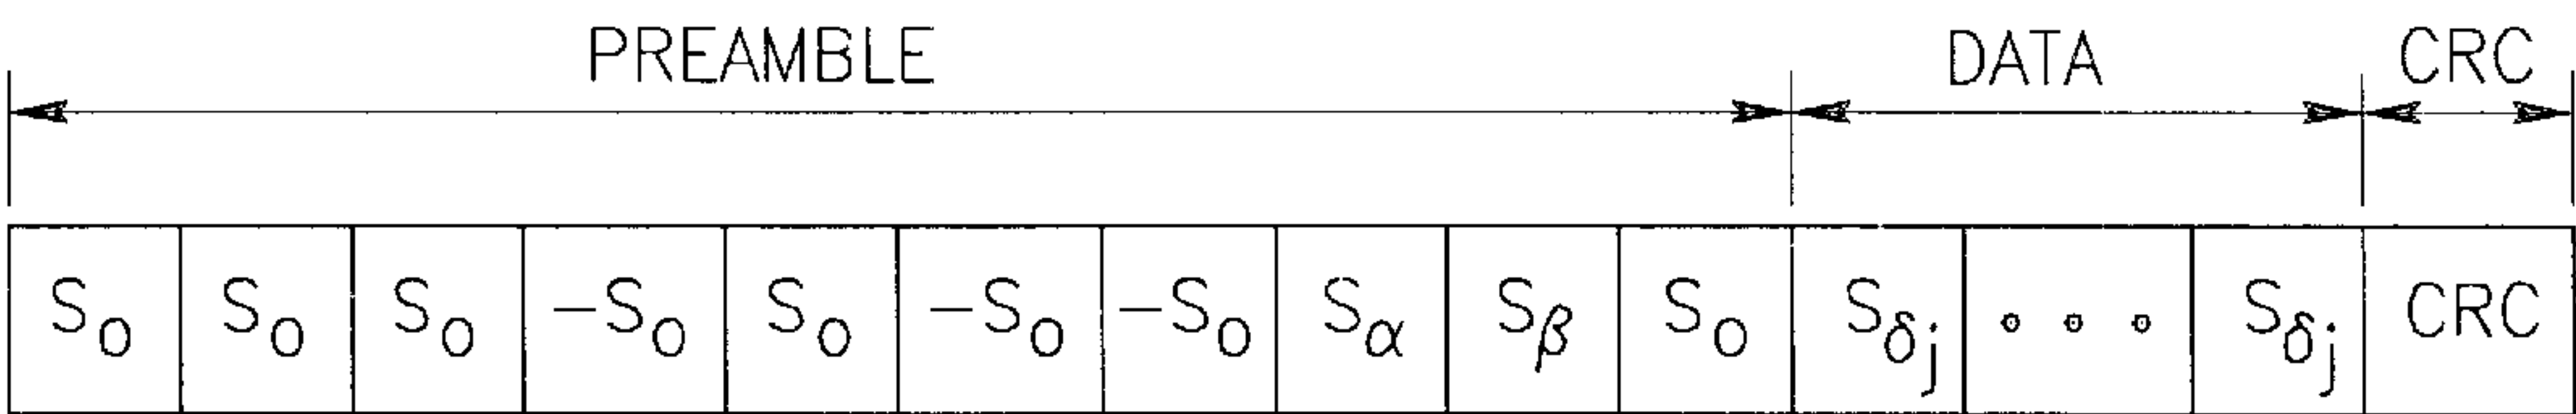 PREAMBLE DATA CRC
S₀ S₀ S₀ −S₀ S₀ −S₀ −S₀ Sα Sβ S₀ Sδj ∘ ∘ ∘ Sδj CRC